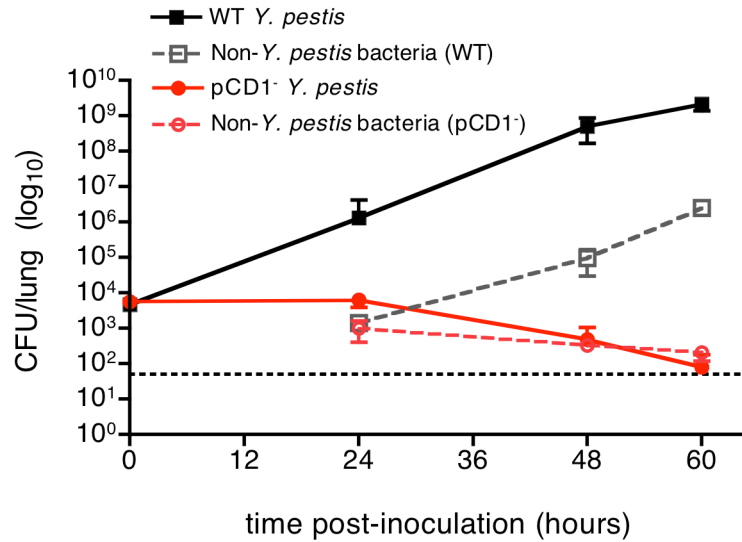 WT Y. pestis
Non-Y. pestis bacteria (WT)
pCD1⁻ Y. pestis
Non-Y. pestis bacteria (pCD1⁻)
CFU/lung (log₁₀)
10¹⁰
10⁹
10⁸
10⁷
10⁶
10⁵
10⁴
10³
10²
10¹
10⁰
0 12 24 36 48 60
time post-inoculation (hours)